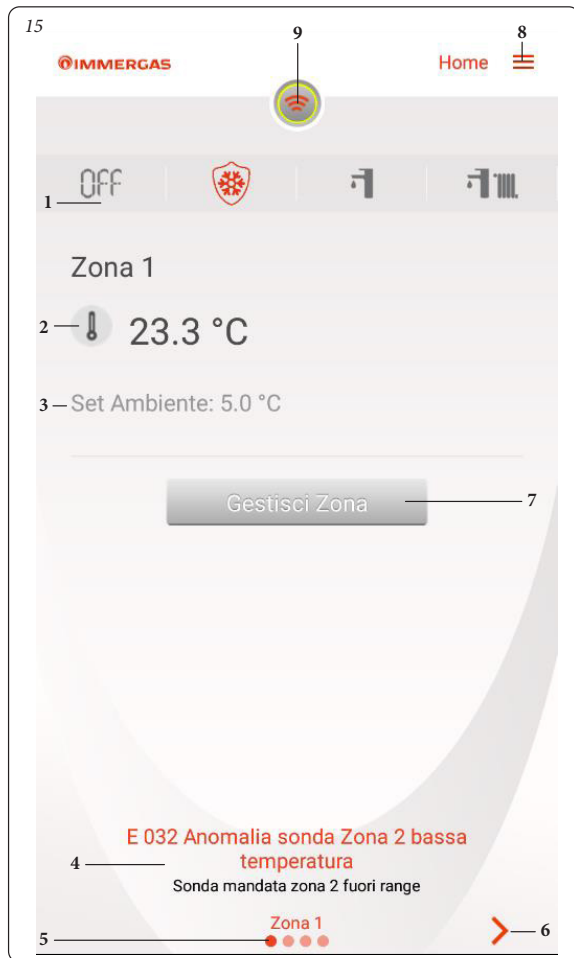 15
9
8
IMMERGAS
Home
OFF
1
Zona 1
2
23.3 °C
3
Set Ambiente: 5.0 °C
Gestisci Zona
7
E 032 Anomalia sonda Zona 2 bassa
temperatura
4
Sonda mandata zona 2 fuori range
Zona 1
5
6